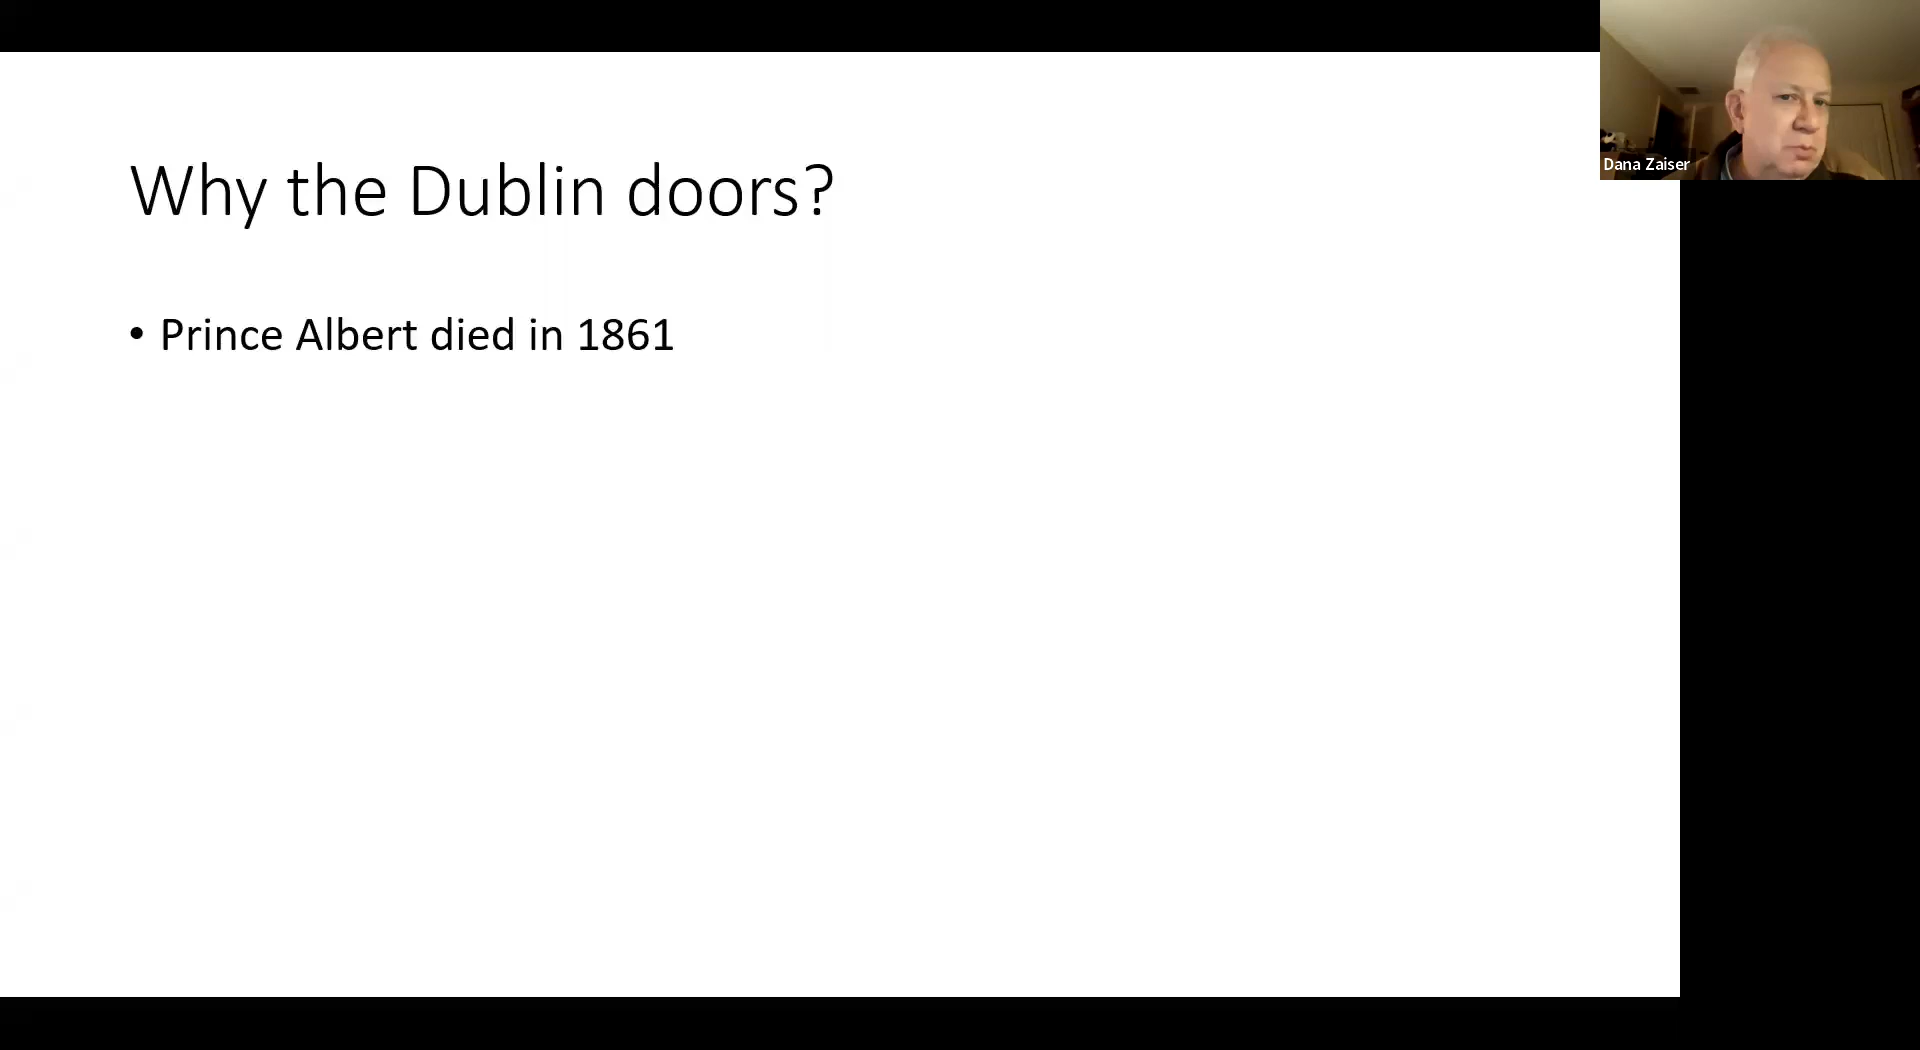 Why the Dublin doors?
• Prince Albert died in 1861
Dana Zaiser